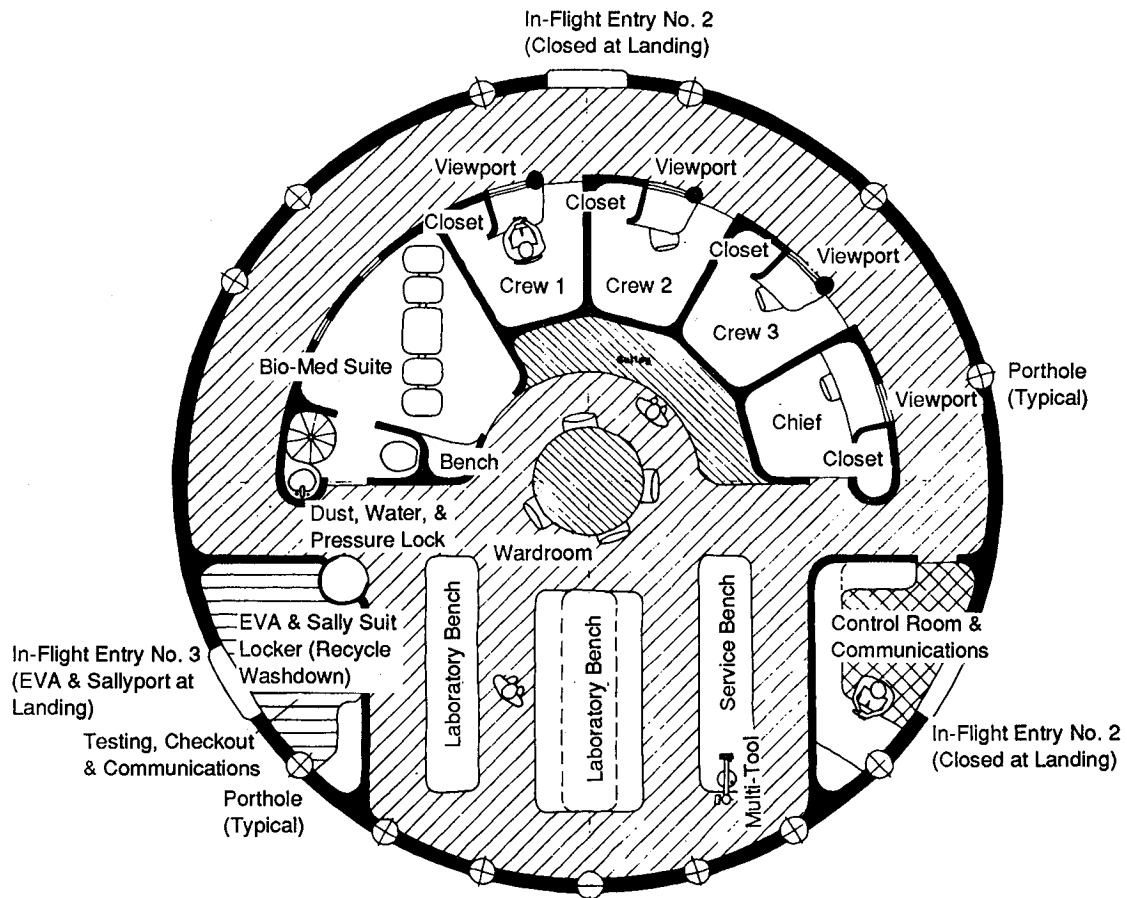 In-Flight Entry No. 2
(Closed at Landing)
Viewport
Viewport
Closet
Closet
Closet
Viewport
Crew 1
Crew 2
Crew 3
Bio-Med Suite
Porthole
(Typical)
Viewport
Chief
Closet
Bench
Dust, Water, &
Pressure Lock
Wardroom
EVA & Sally Suit
Locker (Recycle
Washdown)
Laboratory Bench
Laboratory Bench
Service Bench
Multi-Tool
Control Room &
Communications
In-Flight Entry No. 3
(EVA & Sallyport at
Landing)
Testing, Checkout
& Communications
Porthole
(Typical)
In-Flight Entry No. 2
(Closed at Landing)